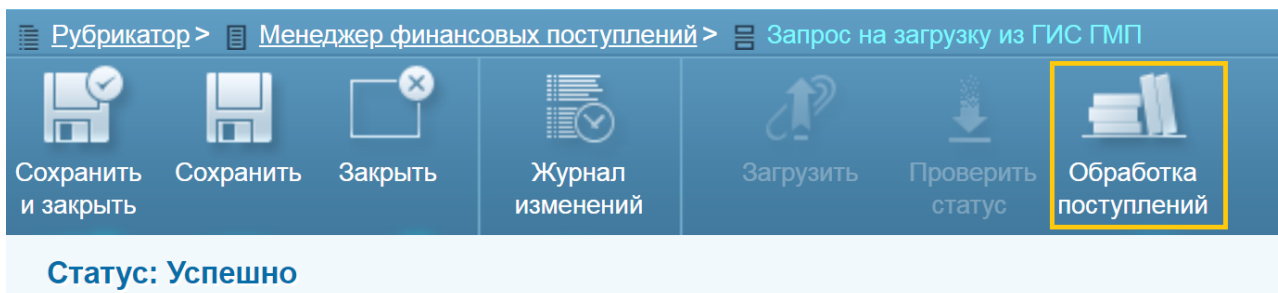 Рубрикатор > Менеджер финансовых поступлений > Запрос на загрузку из ГИС ГМП
Сохранить и закрыть
Сохранить
Закрыть
Журнал изменений
Загрузить
Проверить статус
Обработка поступлений
Статус: Успешно